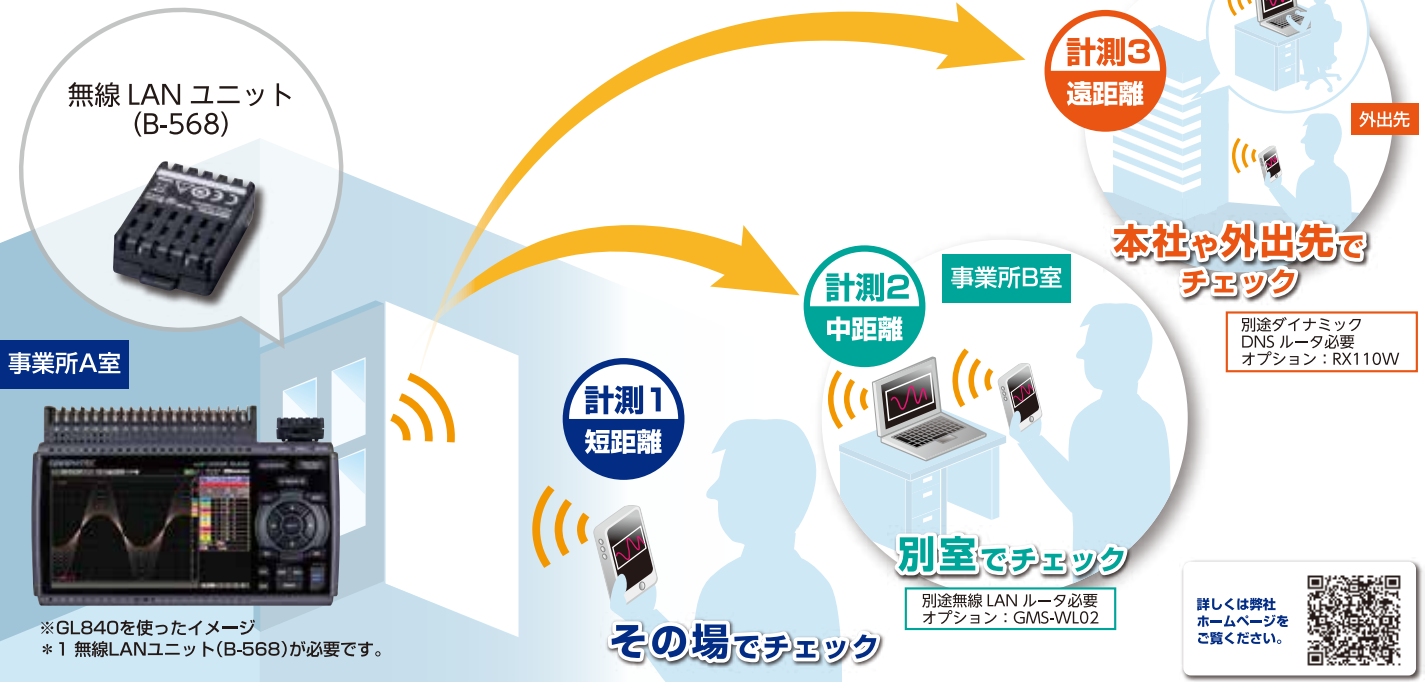 無線 LAN ユニット
(B-568)
事業所A室
※GL840を使ったイメージ
＊1 無線LANユニット(B-568)が必要です。
計測1
短距離
その場でチェック
計測2
中距離
事業所B室
別室でチェック
別途無線 LAN ルータ必要
オプション：GMS-WL02
計測3
遠距離
外出先
本社や外出先で
チェック
別途ダイナミック
DNS ルータ必要
オプション：RX110W
詳しくは弊社
ホームページを
ご覧ください。